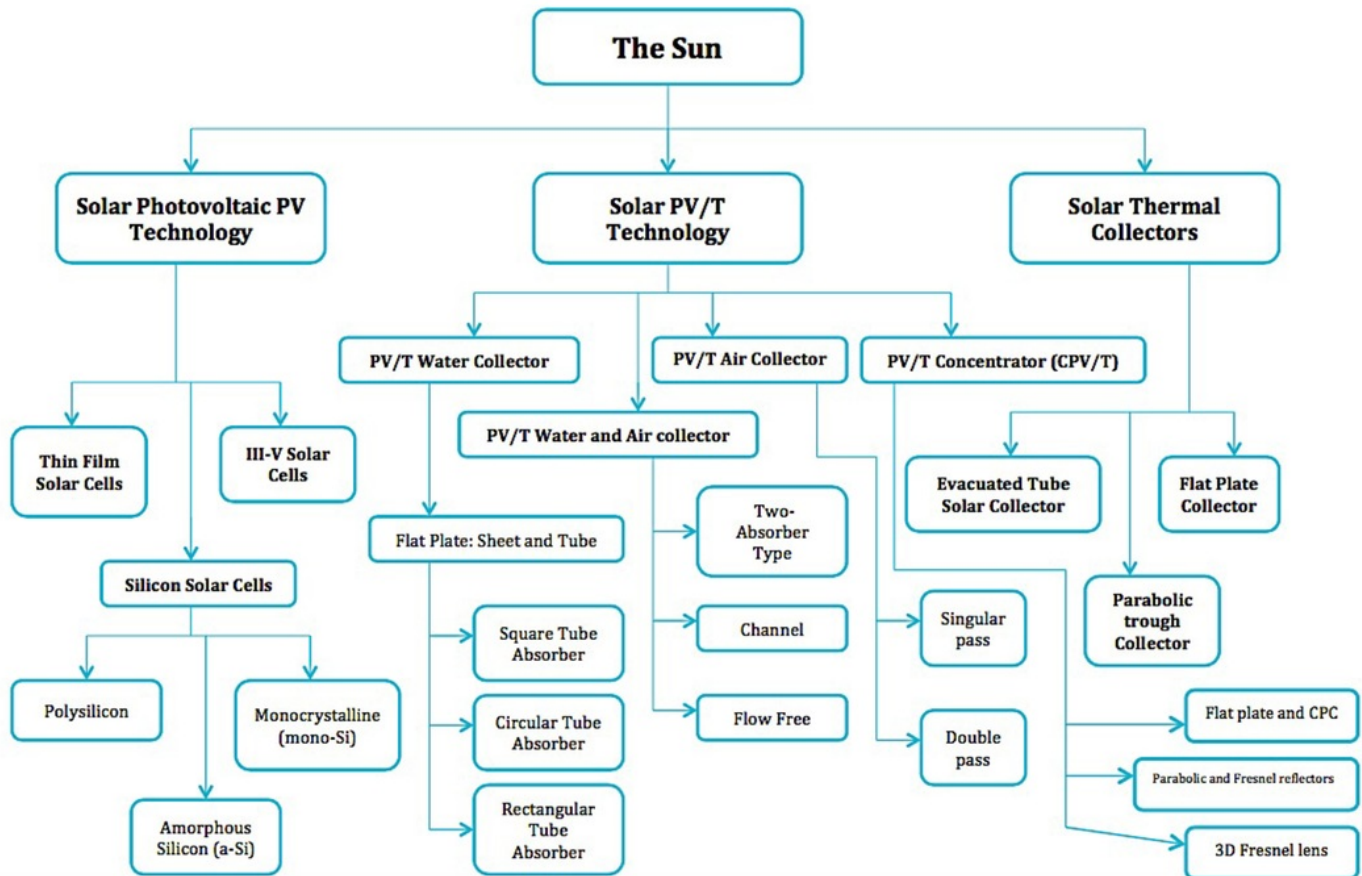 The Sun
Solar Photovoltaic PV
Technology
Solar PV/T
Technology
Solar Thermal
Collectors
PV/T Water Collector
PV/T Air Collector
PV/T Concentrator (CPV/T)
Thin Film
Solar Cells
III-V Solar
Cells
PV/T Water and Air collector
Evacuated Tube
Solar Collector
Flat Plate
Collector
Flat Plate: Sheet and Tube
Two-
Absorber
Type
Silicon Solar Cells
Parabolic
trough
Collector
Square Tube
Absorber
Channel
Singular
pass
Polysilicon
Monocrystalline
(mono-Si)
Circular Tube
Absorber
Flow Free
Double
pass
Flat plate and CPC
Parabolic and Fresnel reflectors
Amorphous
Silicon (a-Si)
Rectangular
Tube
Absorber
3D Fresnel lens